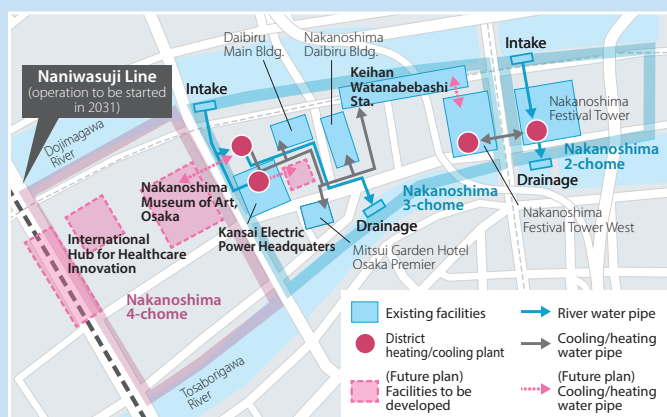 Naniwasuji Line
(operation to be started
in 2031)
Dojimagawa
River
Intake
Daibiru
Main Bldg.
Nakanoshima
Daibiru Bldg.
Keihan
Watanabebashi
Sta.
Intake
Nakanoshima
Festival Tower
Nakanoshima
2-chome
Drainage
Nakanoshima
Festival Tower West
Nakanoshima
3-chome
Drainage
Mitsui Garden Hotel
Osaka Premier
Nakanoshima
Museum of Art,
Osaka
Kansai Electric
Power Headquaters
International
Hub for Healthcare
Innovation
Nakanoshima
4-chome
Tosaborigawa
River
Existing facilities
District
heating/cooling plant
(Future plan)
Facilities to be
developed
River water pipe
Cooling/heating
water pipe
(Future plan)
Cooling/heating
water pipe